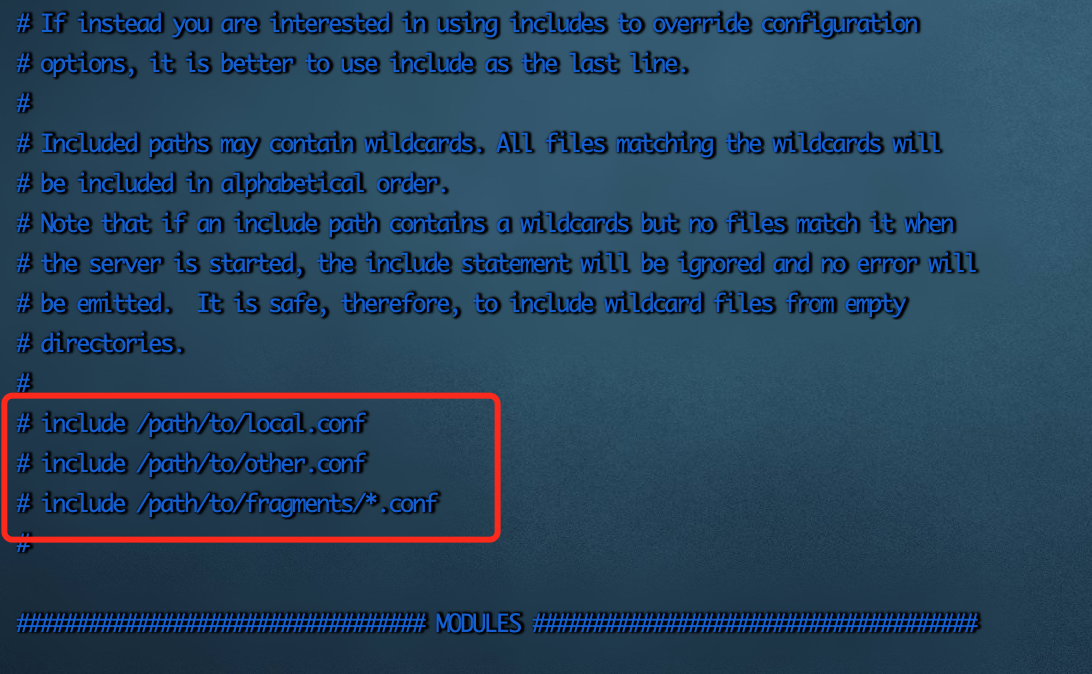 # If instead you are interested in using includes to override configuration
# options, it is better to use include as the last line.
#
# Included paths may contain wildcards. All files matching the wildcards will
# be included in alphabetical order.
# Note that if an include path contains a wildcards but no files match it when
# the server is started, the include statement will be ignored and no error will
# be emitted.  It is safe, therefore, to include wildcard files from empty
# directories.
#
# include /path/to/local.conf
# include /path/to/other.conf
# include /path/to/fragments/*.conf
#
################################## MODULES #####################################